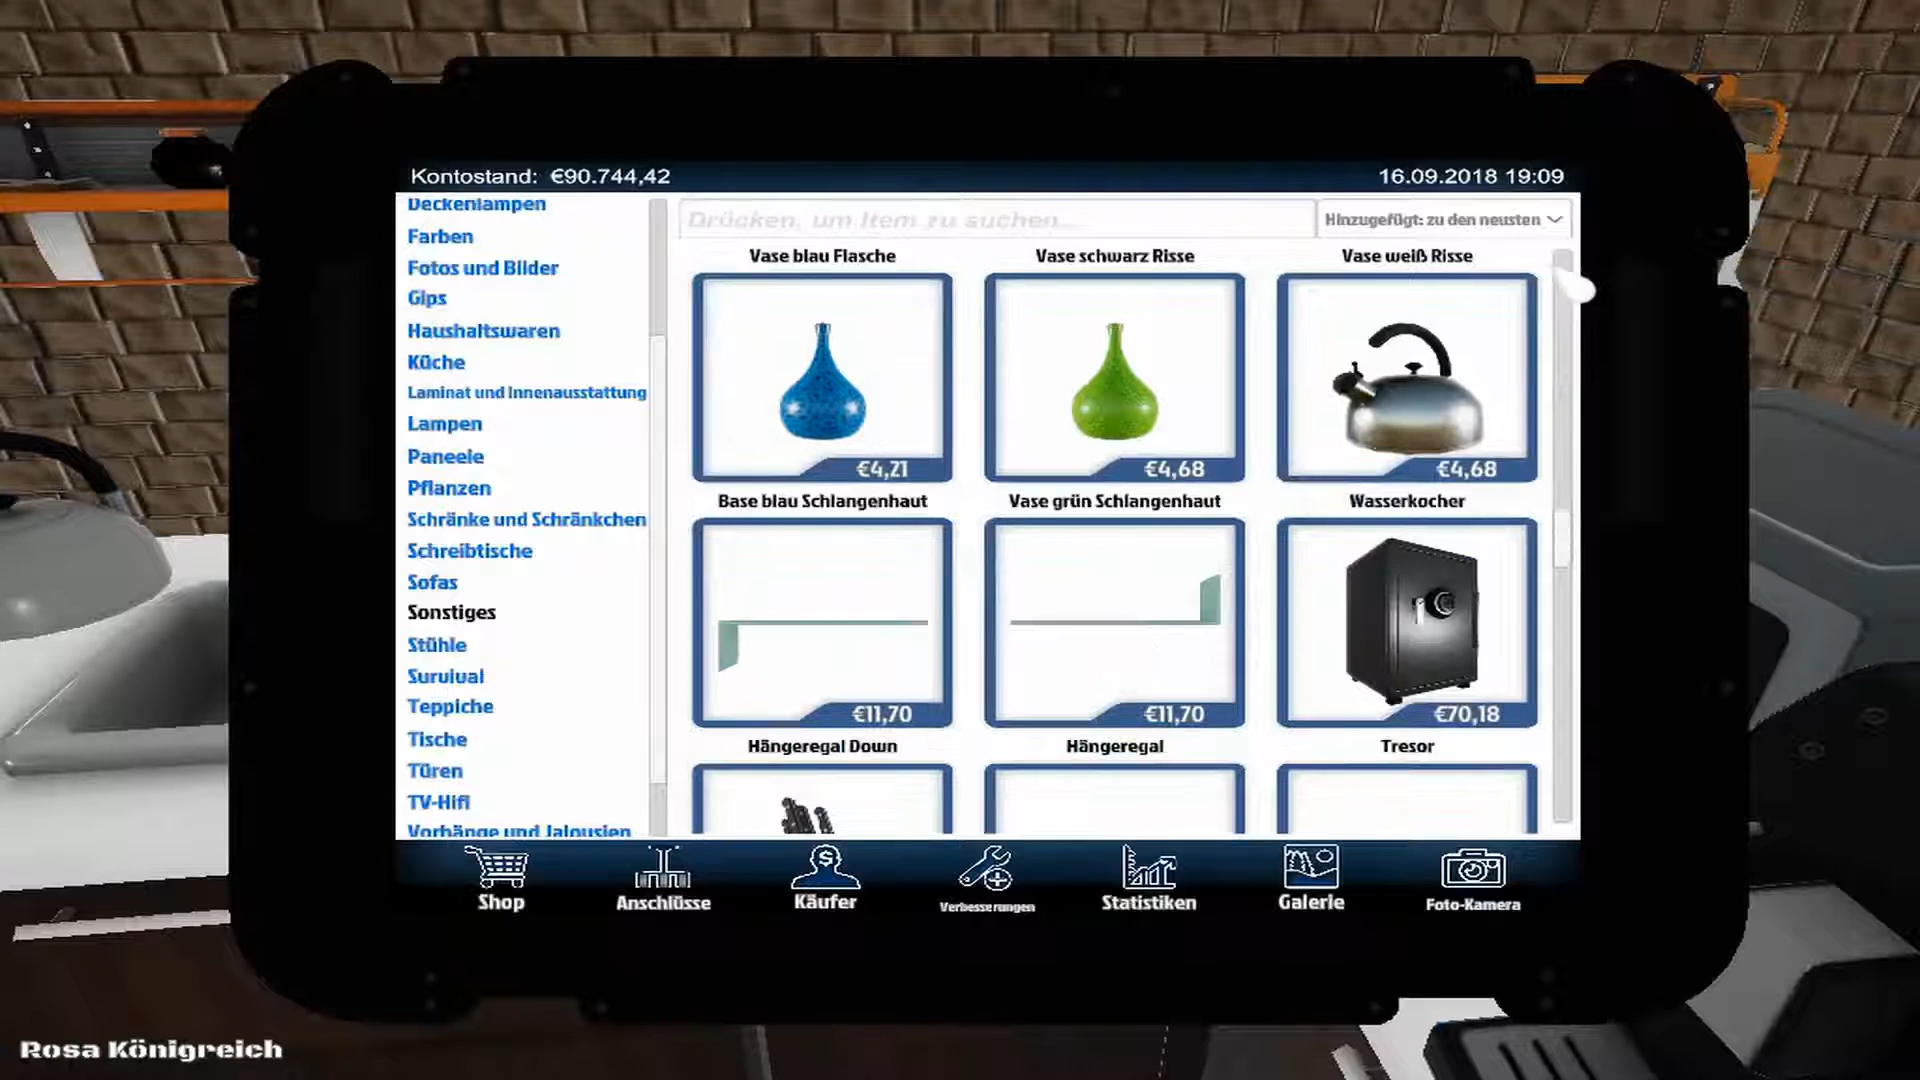 Kontostand: €90.744,42
16.09.2018 19:09
Deckenlampen
Farben
Fotos und Bilder
Gips
Haushaltswaren
Küche
Laminat und Innenausstattung
Lampen
Paneele
Pflanzen
Schränke und Schränkchen
Schreibtische
Sofas
Sonstiges
Stühle
Survival
Teppiche
Tische
Türen
TV-Hifi
Vorhänge und Jalousien
Drücken, um Item zu suchen...
Hinzugefügt: zu den neusten
Vase blau Flasche
Vase schwarz Risse
Vase weiß Risse
€4,21
€4,68
€4,68
Base blau Schlangenhaut
Vase grün Schlangenhaut
Wasserkocher
€11,70
€11,70
€70,18
Hängeregal Down
Hängeregal
Tresor
Shop
Anschlüsse
Käufer
Verbesserungen
Statistiken
Galerie
Foto-Kamera
Rosa Königreich